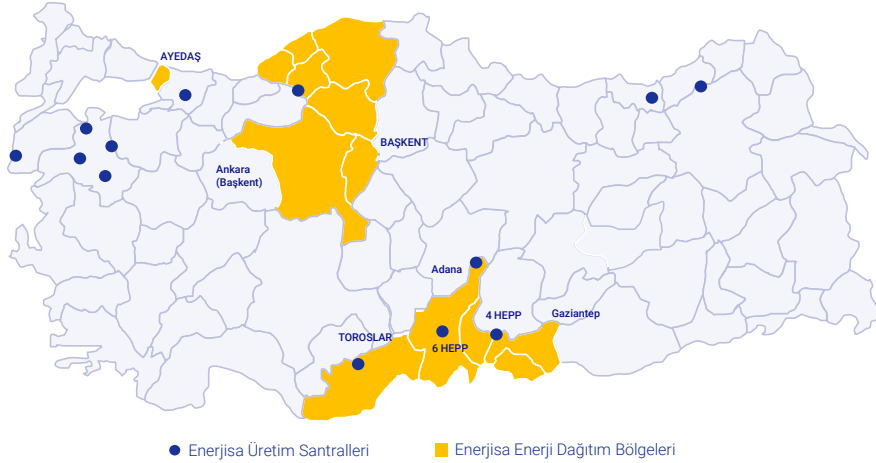 AYEDAŞ
BAŞKENT
Ankara
(Başkent)
Adana
4 HEPP
Gaziantep
TOROSLAR
6 HEPP
Enerjisa Üretim Santralleri
Enerjisa Enerji Dağıtım Bölgeleri